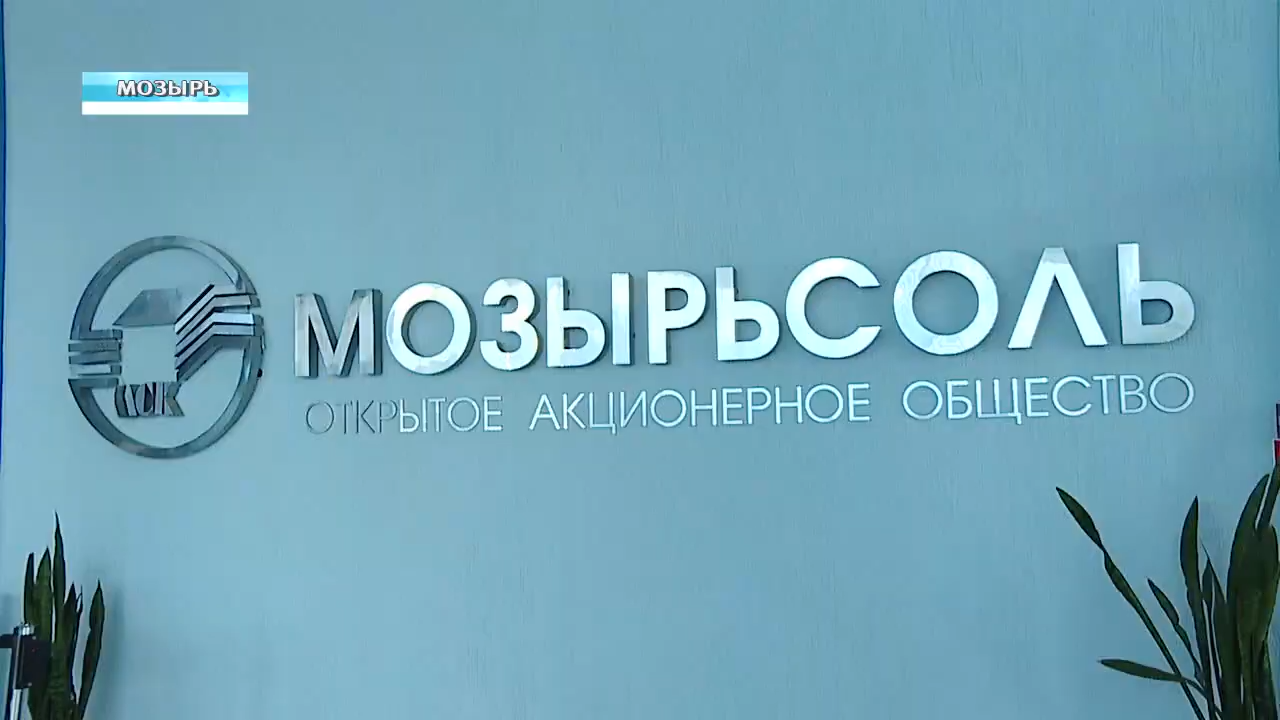 МОЗЫРЬ
МОЗЫРЬСОЛЬ
ОТКРЫТОЕ АКЦИОНЕРНОЕ ОБЩЕСТВО